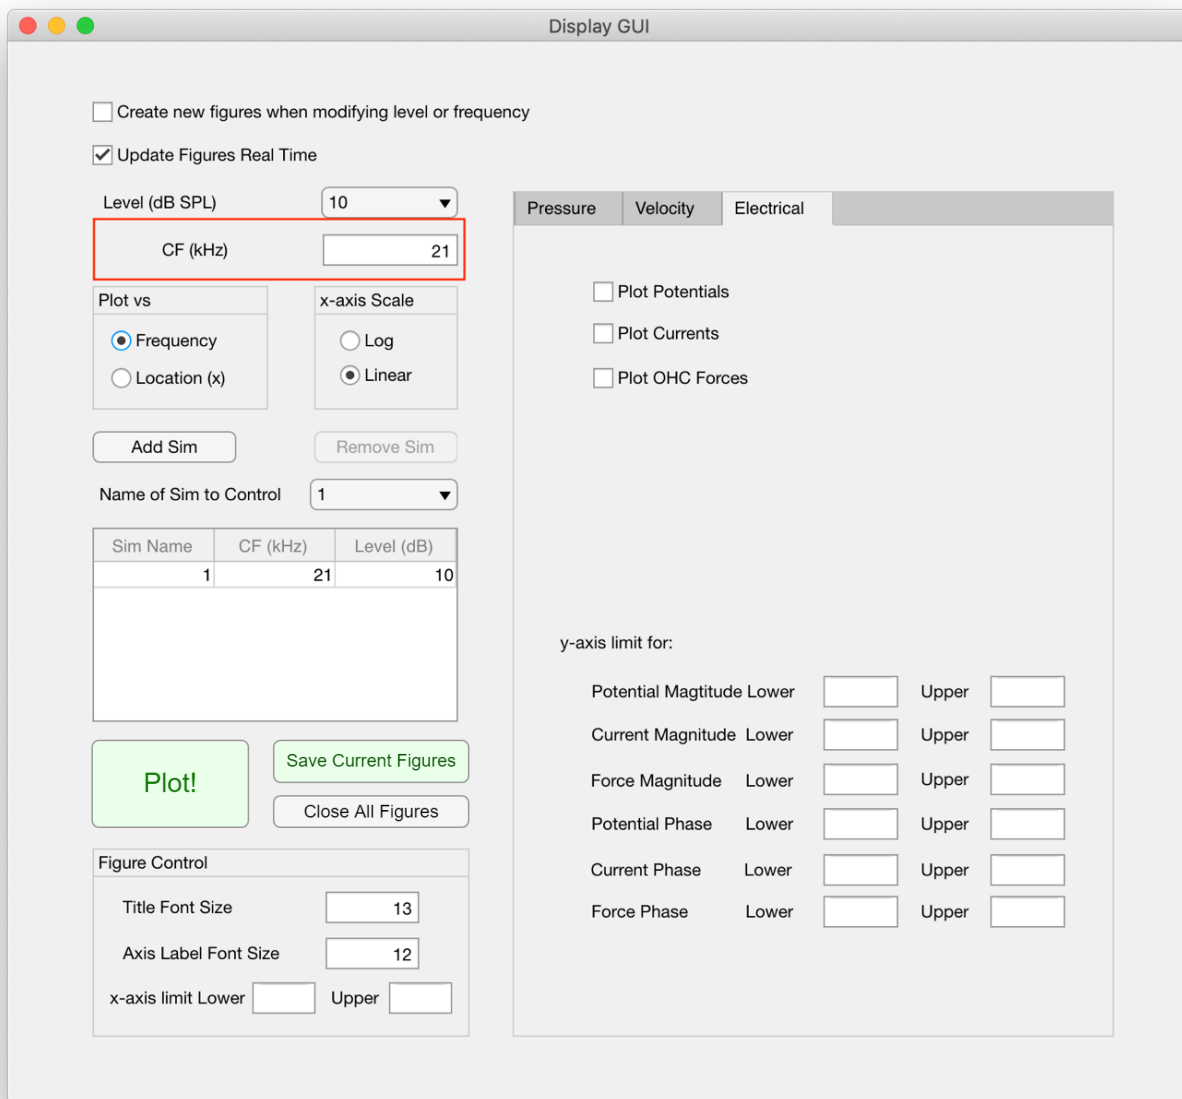 Display GUI
Create new figures when modifying level or frequency
Update Figures Real Time
Level (dB SPL) 10
CF (kHz) 21
Plot vs
Frequency
Location (x)
x-axis Scale
Log
Linear
Add Sim Remove Sim
Name of Sim to Control 1
Sim Name CF (kHz) Level (dB)
1 21 10
Plot!
Save Current Figures
Close All Figures
Figure Control
Title Font Size 13
Axis Label Font Size 12
x-axis limit Lower Upper
Pressure Velocity Electrical
Plot Potentials
Plot Currents
Plot OHC Forces
y-axis limit for:
Potential Magtitude Lower Upper
Current Magnitude Lower Upper
Force Magnitude Lower Upper
Potential Phase Lower Upper
Current Phase Lower Upper
Force Phase Lower Upper